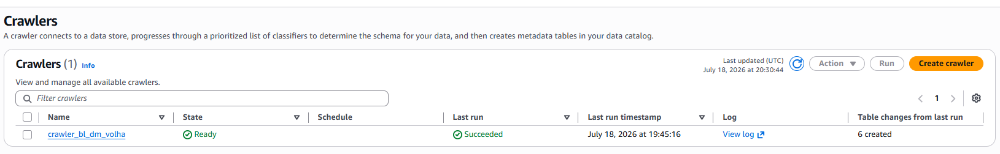 Crawlers
A crawler connects to a data store, progresses through a prioritized list of classifiers to determine the schema for your data, and then creates metadata tables in your data catalog.
Crawlers (1) Info
Last updated (UTC)
July 18, 2026 at 20:30:44
Action
Run
Create crawler
View and manage all available crawlers.
Filter crawlers
1
Name State Schedule Last run Last run timestamp Log Table changes from last run
crawler_bl_dm_volha Ready Succeeded July 18, 2026 at 19:45:16 View log 6 created